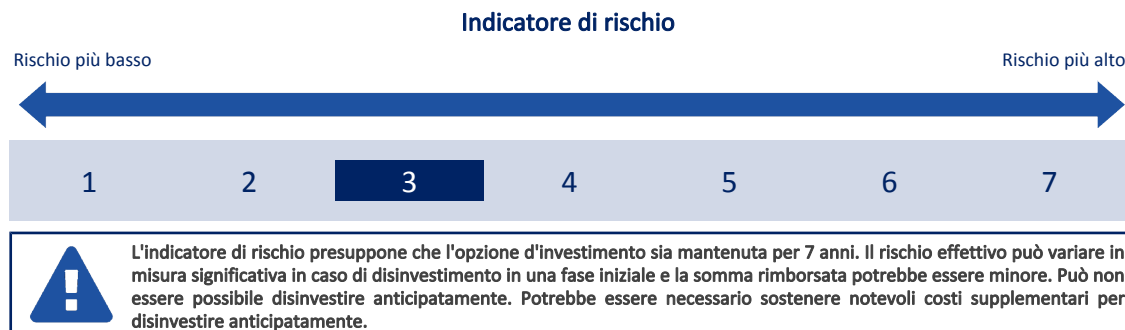 Indicatore di rischio
Rischio più basso
Rischio più alto
1 2 3 4 5 6 7
L'indicatore di rischio presuppone che l'opzione d'investimento sia mantenuta per 7 anni. Il rischio effettivo può variare in
misura significativa in caso di disinvestimento in una fase iniziale e la somma rimborsata potrebbe essere minore. Può non
essere possibile disinvestire anticipatamente. Potrebbe essere necessario sostenere notevoli costi supplementari per
disinvestire anticipatamente.